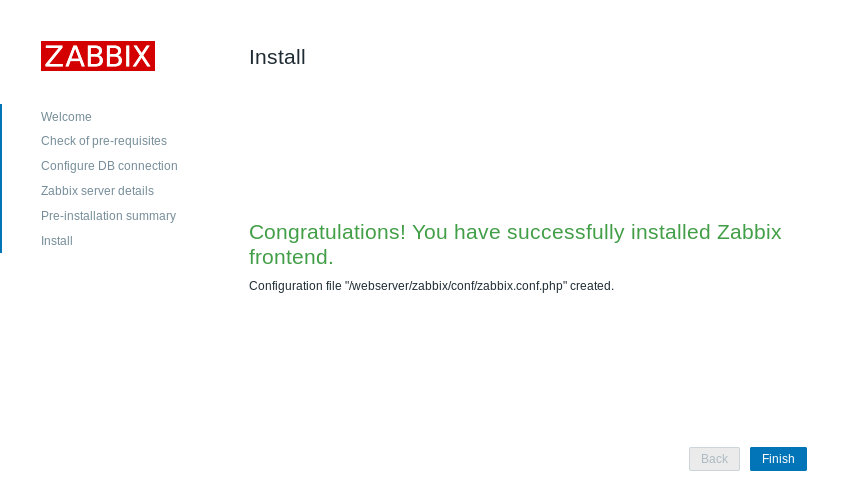 ZABBIX
Install
Welcome
Check of pre-requisites
Configure DB connection
Zabbix server details
Pre-installation summary
Install
Congratulations! You have successfully installed Zabbix
frontend.
Configuration file "/webserver/zabbix/conf/zabbix.conf.php" created.
Back
Finish